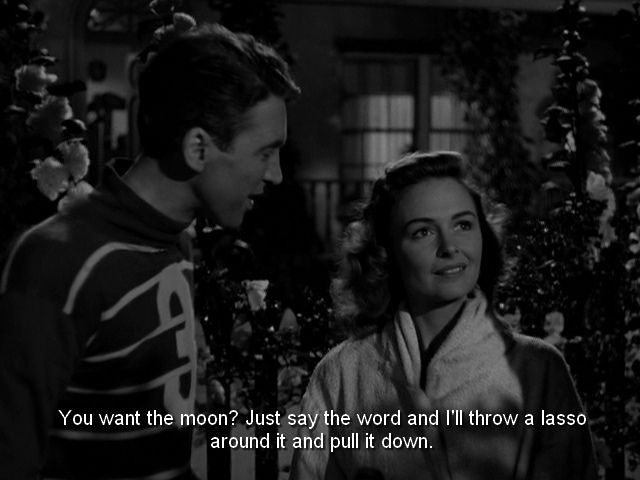 You want the moon? Just say the word and I'll throw a lasso
around it and pull it down.